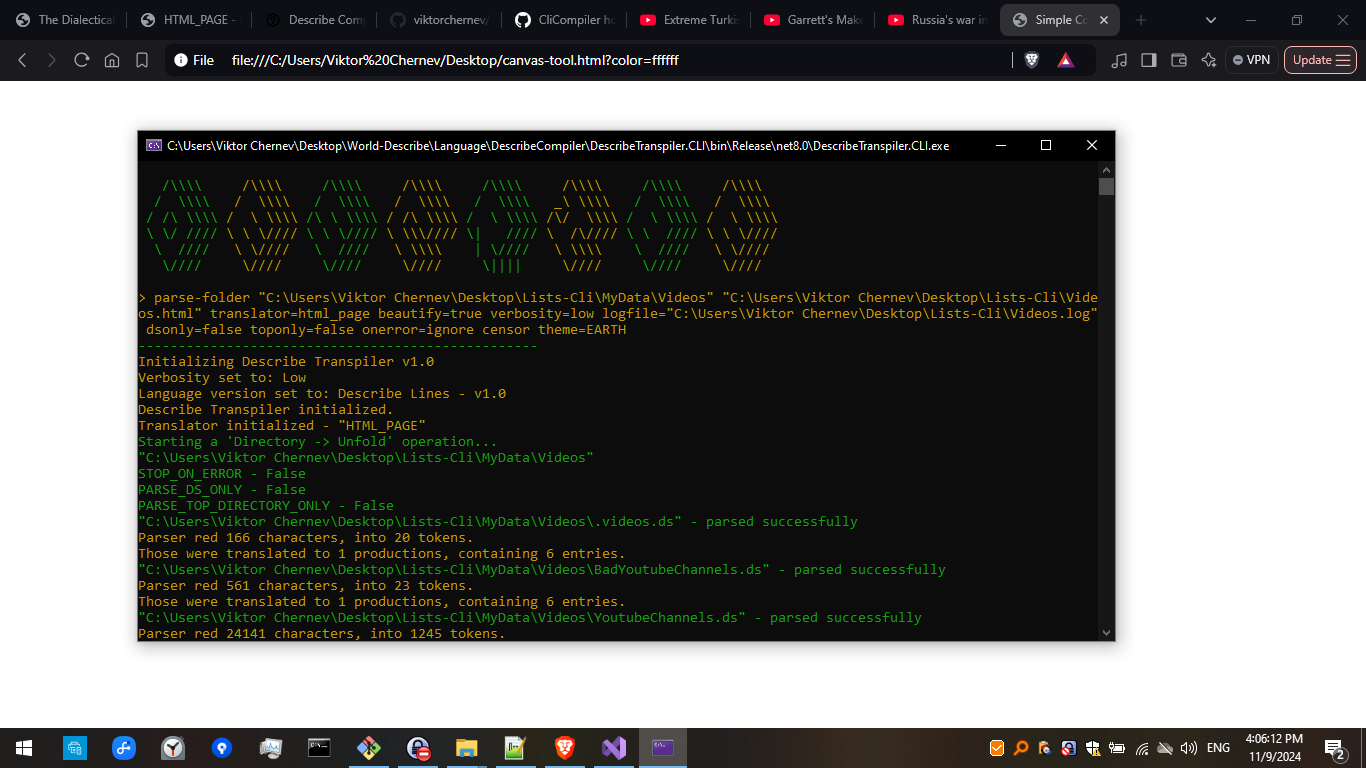 The Dialectical
HTML_PAGE -
Describe Comp
viktorchernev/
CliCompiler ho
Extreme Turkis
Garrett's Make
Russia's war in
Simple Co
File
file:///C:/Users/Viktor%20Chernev/Desktop/canvas-tool.html?color=ffffff
VPN
Update
C:\Users\Viktor Chernev\Desktop\World-Describe\Language\DescribeCompiler\DescribeTranspiler.CLI\bin\Release\net8.0\DescribeTranspiler.CLI.exe
> parse-folder "C:\Users\Viktor Chernev\Desktop\Lists-Cli\MyData\Videos" "C:\Users\Viktor Chernev\Desktop\Lists-Cli\Vide
os.html" translator=html_page beautify=true verbosity=low logfile="C:\Users\Viktor Chernev\Desktop\Lists-Cli\Videos.log"
dsonly=false toponly=false onerror=ignore censor theme=EARTH
--------------------------------------------------
Initializing Describe Transpiler v1.0
Verbosity set to: Low
Language version set to: Describe Lines - v1.0
Describe Transpiler initialized.
Translator initialized - "HTML_PAGE"
Starting a 'Directory -> Unfold' operation...
"C:\Users\Viktor Chernev\Desktop\Lists-Cli\MyData\Videos"
STOP_ON_ERROR - False
PARSE_DS_ONLY - False
PARSE_TOP_DIRECTORY_ONLY - False
"C:\Users\Viktor Chernev\Desktop\Lists-Cli\MyData\Videos\.videos.ds" - parsed successfully
Parser red 166 characters, into 20 tokens.
Those were translated to 1 productions, containing 6 entries.
"C:\Users\Viktor Chernev\Desktop\Lists-Cli\MyData\Videos\BadYoutubeChannels.ds" - parsed successfully
Parser red 561 characters, into 23 tokens.
Those were translated to 1 productions, containing 6 entries.
"C:\Users\Viktor Chernev\Desktop\Lists-Cli\MyData\Videos\YoutubeChannels.ds" - parsed successfully
Parser red 24141 characters, into 1245 tokens.
ENG
4:06:12 PM
11/9/2024
2